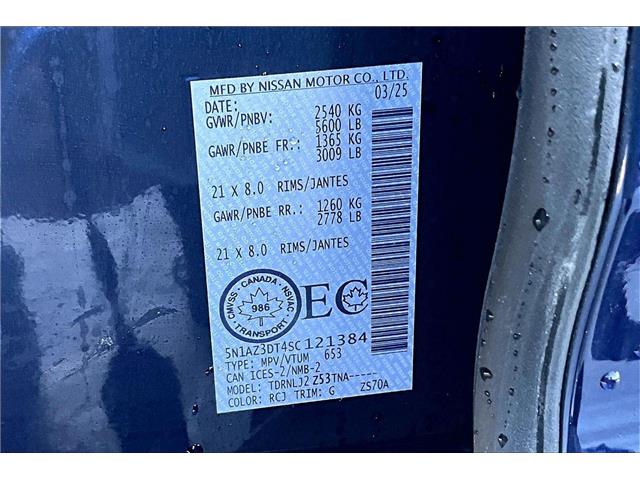 MFD BY NISSAN MOTOR CO., LTD.
DATE: 03/25
GVWR/PNBV: 2540 KG
5600 LB
GAWR/PNBE FR: 1365 KG
3009 LB
21 X 8.0 RIMS/JANTES
GAWR/PNBE RR: 1260 KG
2778 LB
21 X 8.0 RIMS/JANTES
CANADA
CMVSS NSVAC
986
TRANSPORT
EC
5N1AZ3DT4SC121384
TYPE: MPV/VTUM 653
CAN ICES-2/NMB-2
MODEL: TDRNLJ2 Z53TNA-----
COLOR: RCJ TRIM: G ZS70A